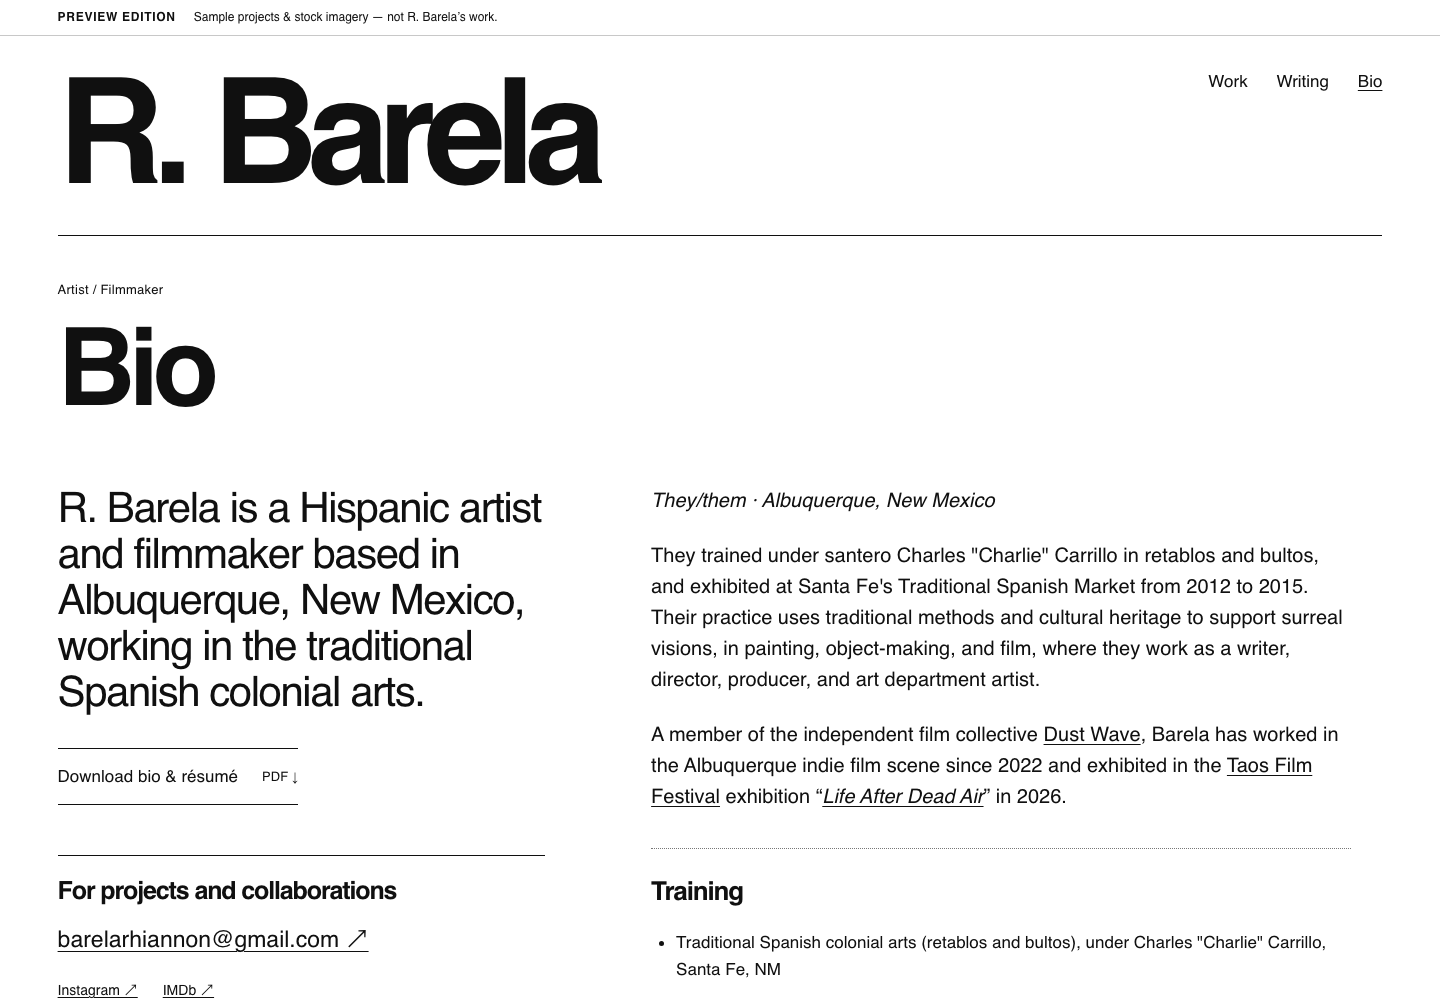 PREVIEW EDITION Sample projects & stock imagery — not R. Barela’s work.
R. Barela
Work Writing Bio
Artist / Filmmaker
Bio
R. Barela is a Hispanic artist
and filmmaker based in
Albuquerque, New Mexico,
working in the traditional
Spanish colonial arts.
Download bio & résumé PDF ↓
For projects and collaborations
barelarhiannon@gmail.com ↗
Instagram ↗ IMDb ↗
They/them · Albuquerque, New Mexico
They trained under santero Charles "Charlie" Carrillo in retablos and bultos,
and exhibited at Santa Fe's Traditional Spanish Market from 2012 to 2015.
Their practice uses traditional methods and cultural heritage to support surreal
visions, in painting, object-making, and film, where they work as a writer,
director, producer, and art department artist.
A member of the independent film collective Dust Wave, Barela has worked in
the Albuquerque indie film scene since 2022 and exhibited in the Taos Film
Festival exhibition “Life After Dead Air” in 2026.
Training
• Traditional Spanish colonial arts (retablos and bultos), under Charles "Charlie" Carrillo,
Santa Fe, NM